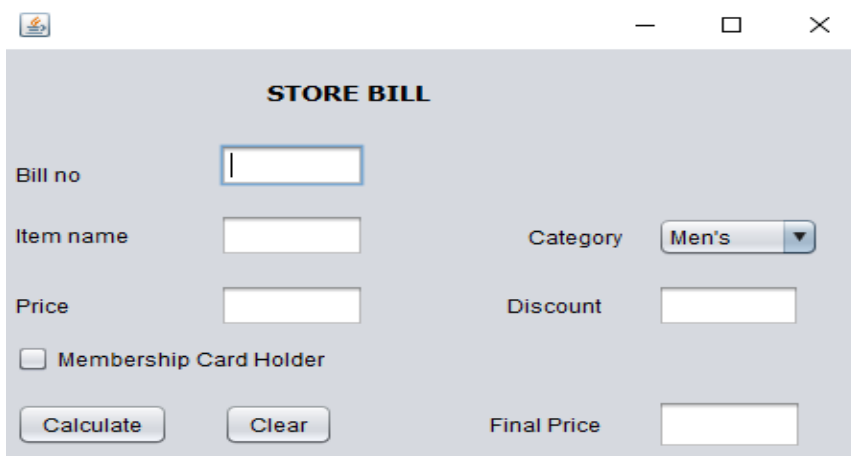 STORE BILL
Bill no
Item name Category Men's
Price Discount
Membership Card Holder
Calculate Clear Final Price